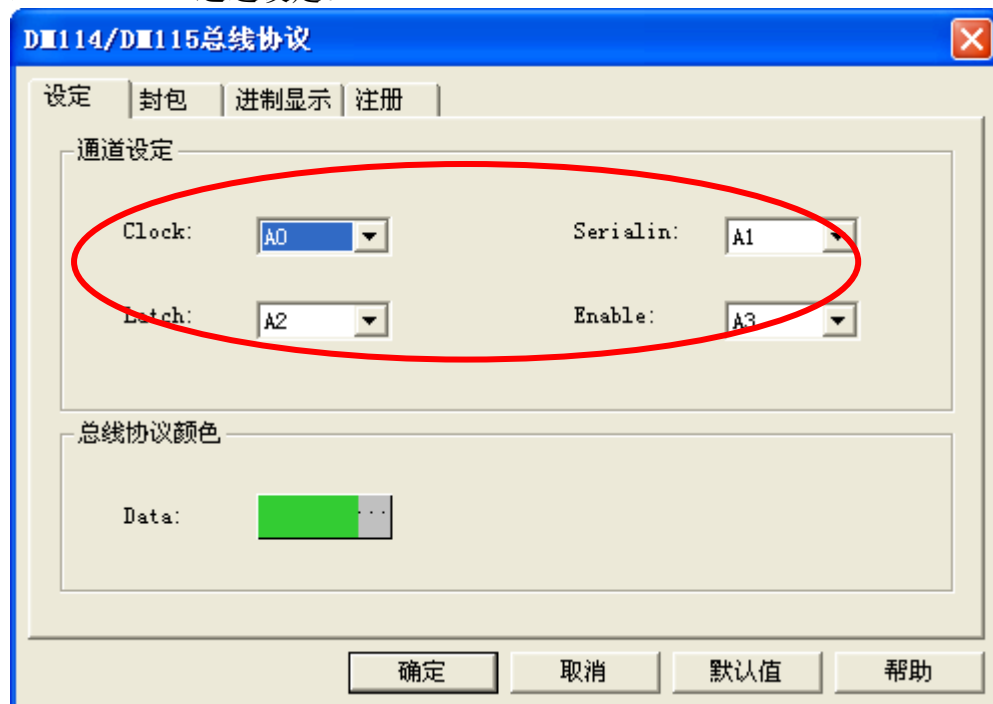 DM114/DM115总线协议
设定 封包 进制显示 注册
通道设定
Clock: A0 Serialin: A1
Latch: A2 Enable: A3
总线协议颜色
Data: ...
确定 取消 默认值 帮助